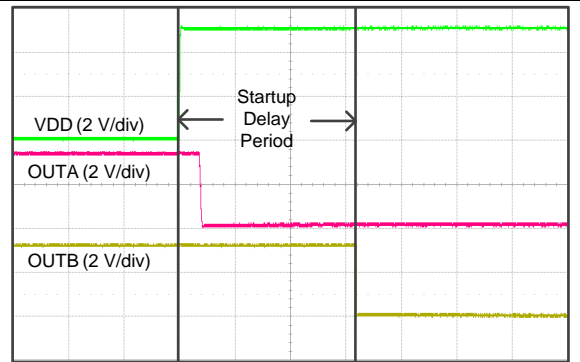 Startup
Delay
Period
VDD (2 V/div)
OUTA (2 V/div)
OUTB (2 V/div)